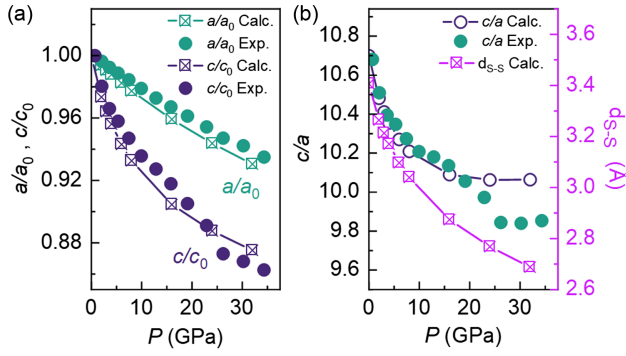 (a)
a/a0 Calc.
a/a0 Exp.
c/c0 Calc.
c/c0 Exp.
1.00
0.96
0.92
0.88
a/a0 , c/c0
a/a0
c/c0
0 10 20 30
P (GPa)
(b)
c/a Calc.
c/a Exp.
dS-S Calc.
10.8
10.6
10.4
10.2
10.0
9.8
9.6
c/a
3.6
3.4
3.2
3.0
2.8
2.6
dS-S (Å)
0 10 20 30
P (GPa)